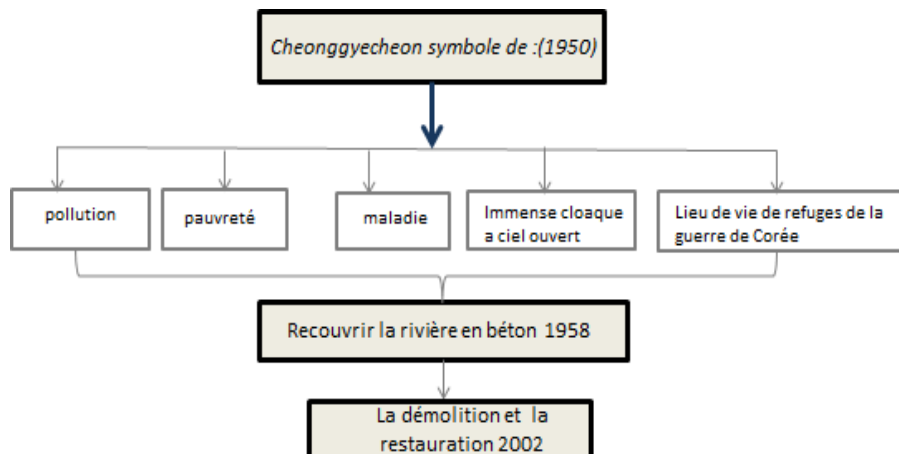 Cheonggyecheon symbole de :(1950)
pollution
pauvreté
maladie
Immense cloaque
a ciel ouvert
Lieu de vie de refuges de la
guerre de Corée
Recouvrir la rivière en béton 1958
La démolition et la
restauration 2002